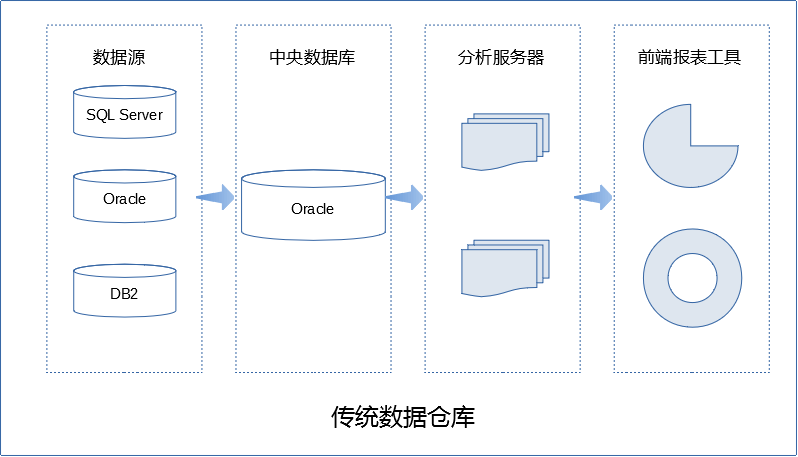 数据源
中央数据库
分析服务器
前端报表工具
SQL Server
Oracle
Oracle
DB2
传统数据仓库